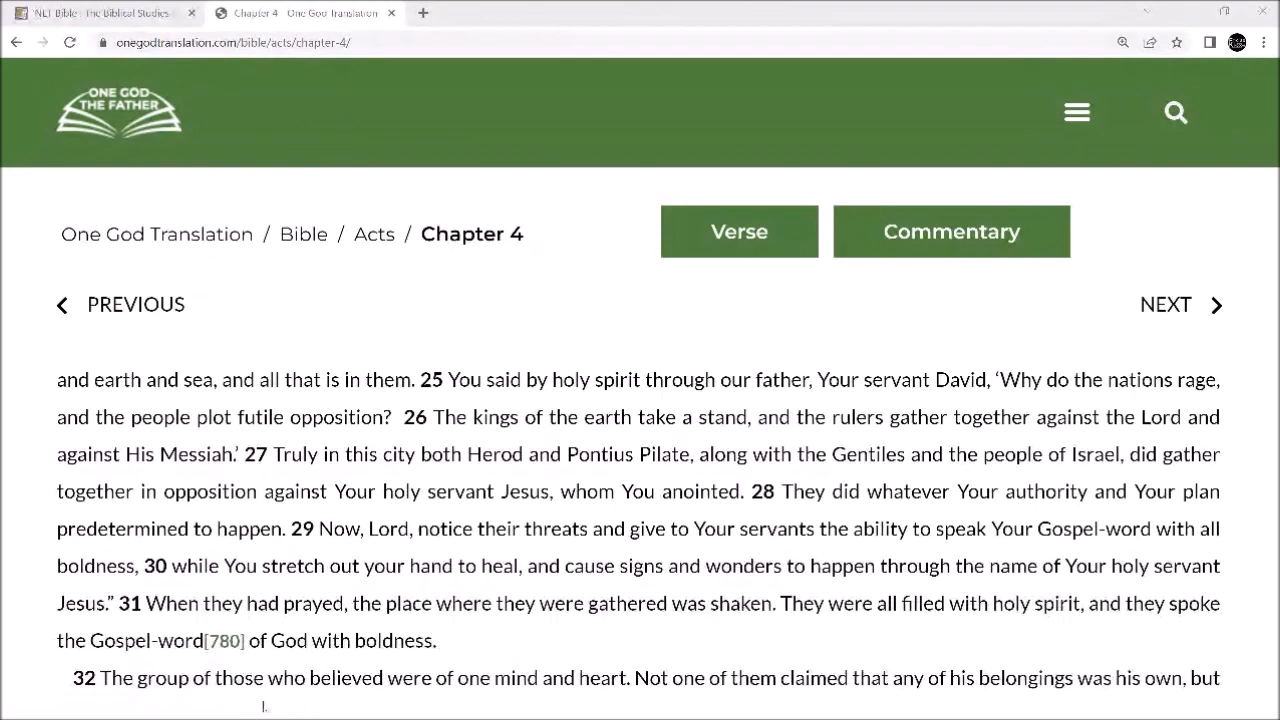 NLT Bible - The Biblical Studies
Chapter 4 - One God Translation
onegodtranslation.com/bible/acts/chapter-4/
ONE GOD
THE FATHER
One God Translation / Bible / Acts / Chapter 4
Verse
Commentary
PREVIOUS
NEXT
and earth and sea, and all that is in them. 25 You said by holy spirit through our father, Your servant David, ‘Why do the nations rage,
and the people plot futile opposition? 26 The kings of the earth take a stand, and the rulers gather together against the Lord and
against His Messiah.’ 27 Truly in this city both Herod and Pontius Pilate, along with the Gentiles and the people of Israel, did gather
together in opposition against Your holy servant Jesus, whom You anointed. 28 They did whatever Your authority and Your plan
predetermined to happen. 29 Now, Lord, notice their threats and give to Your servants the ability to speak Your Gospel-word with all
boldness, 30 while You stretch out your hand to heal, and cause signs and wonders to happen through the name of Your holy servant
Jesus.” 31 When they had prayed, the place where they were gathered was shaken. They were all filled with holy spirit, and they spoke
the Gospel-word[780] of God with boldness.
32 The group of those who believed were of one mind and heart. Not one of them claimed that any of his belongings was his own, but